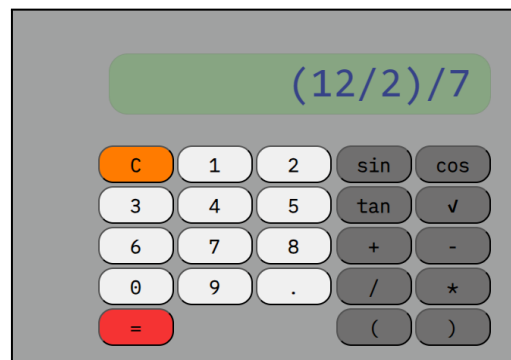 (12/2)/7
C 1 2 sin cos
3 4 5 tan √
6 7 8 + -
0 9 . / *
= ( )